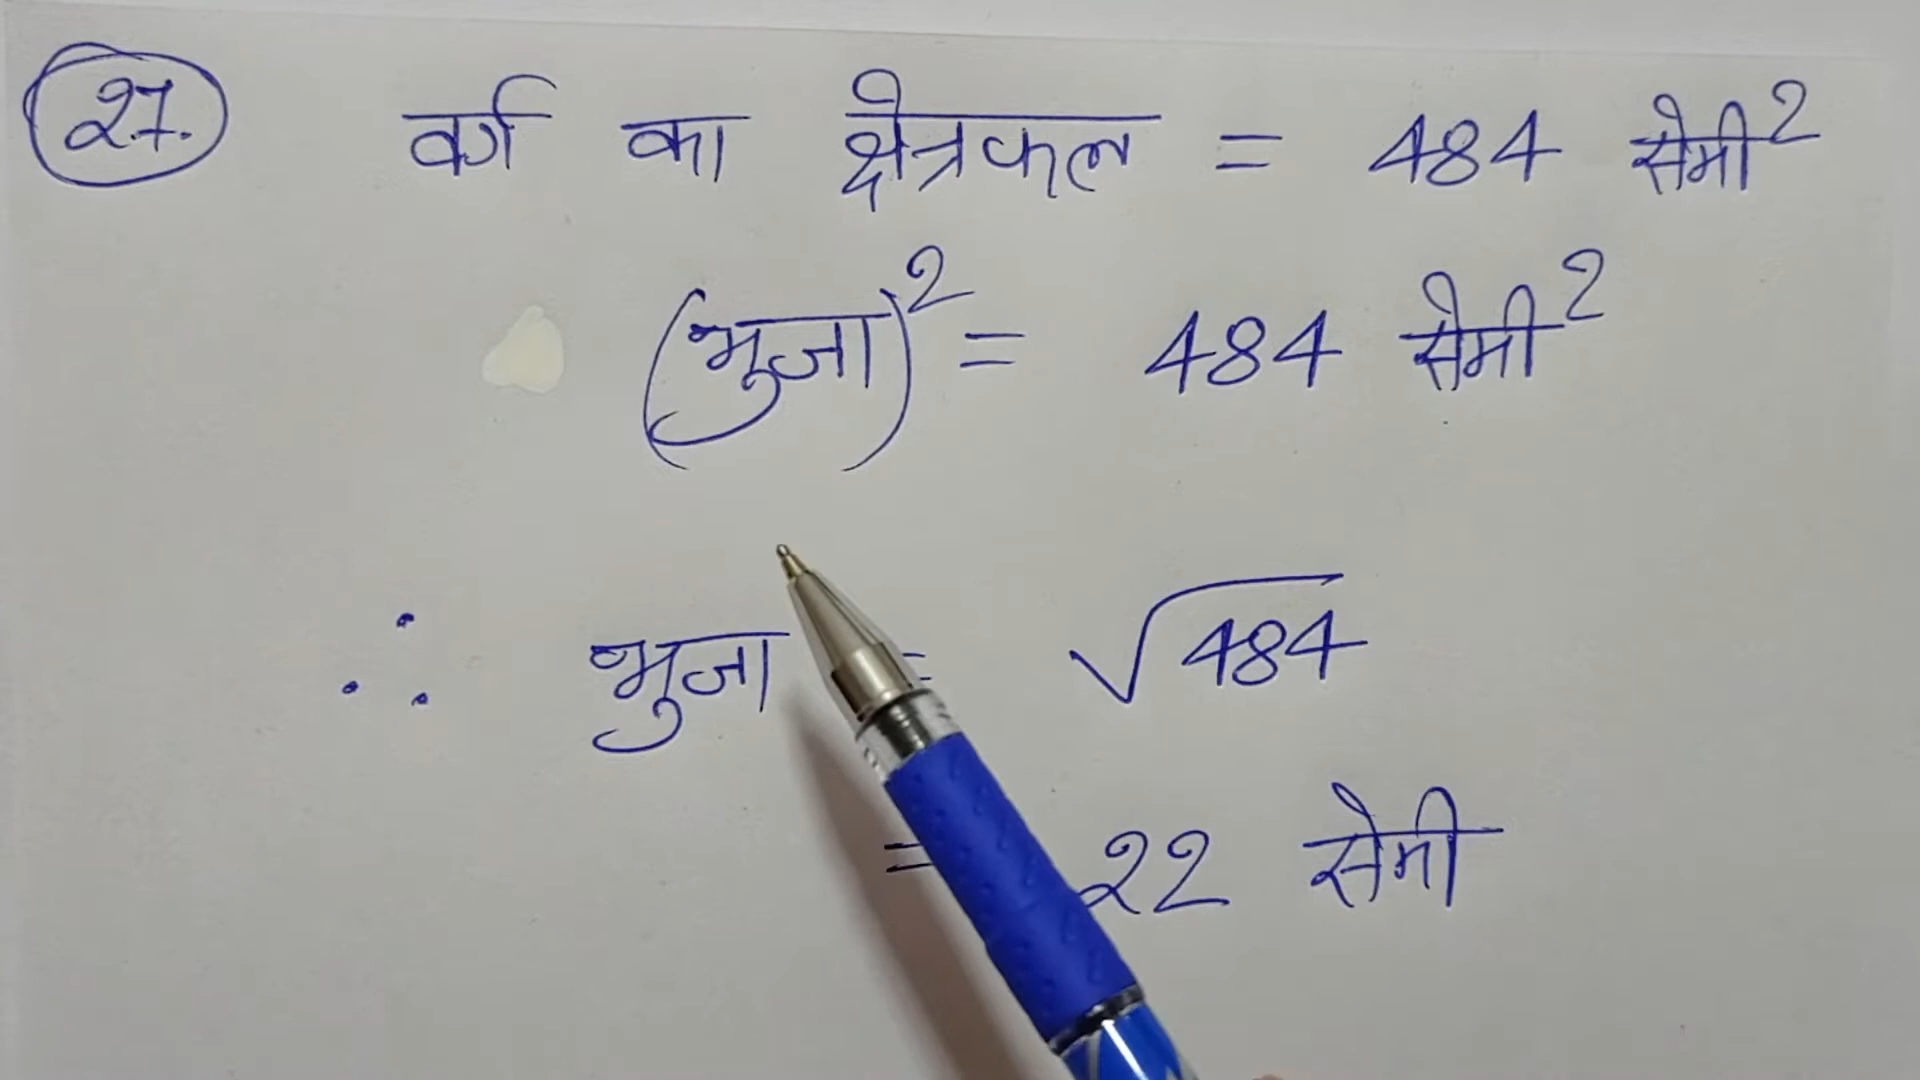 27. वर्ग का क्षेत्रफल = 484 सेमी²
(भुजा)² = 484 सेमी²
∴ भुजा = √484
= 22 सेमी